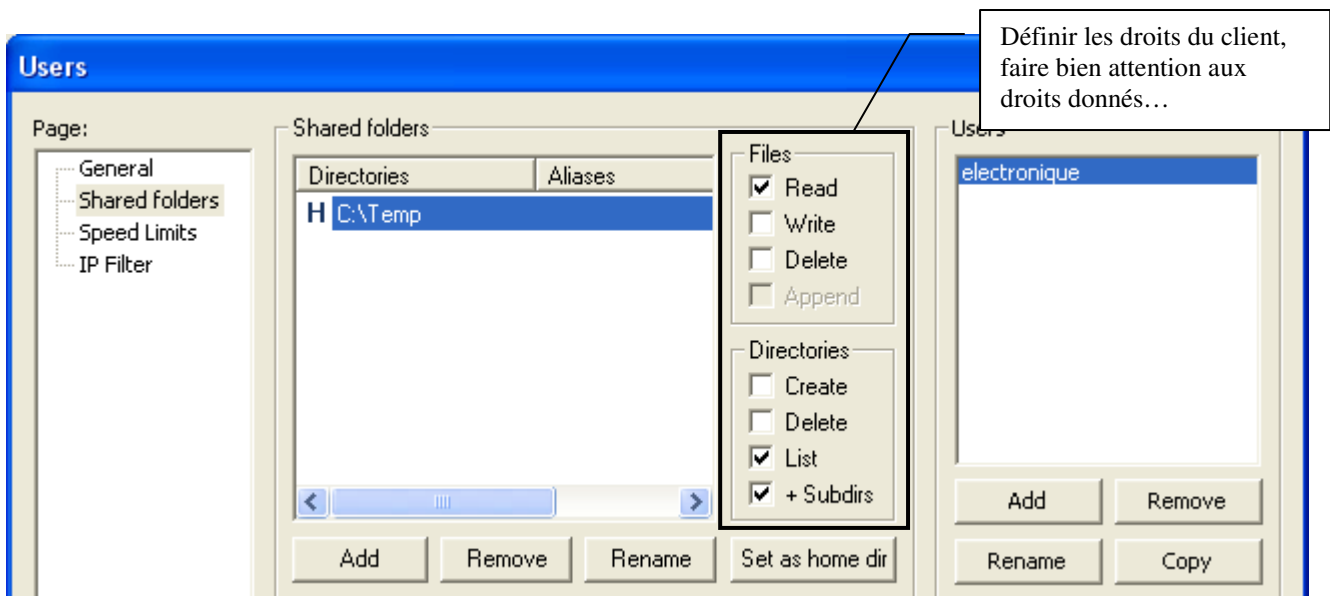 Définir les droits du client,
faire bien attention aux
droits donnés…
Users
Page:
General
Shared folders
Speed Limits
IP Filter
Shared folders
Directories Aliases
H C:\Temp
Files
Read
Write
Delete
Append
Directories
Create
Delete
List
+ Subdirs
Add Remove Rename Set as home dir
Users
electronique
Add Remove
Rename Copy